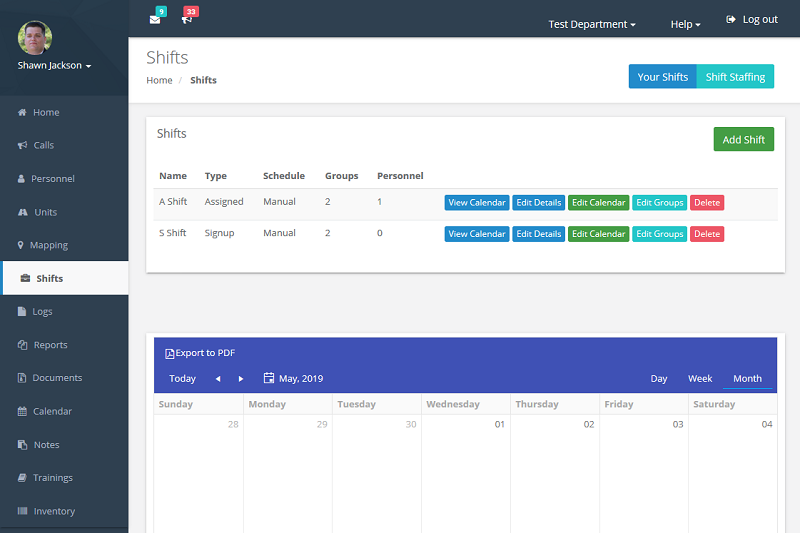 9
33
Test Department
Help
Log out
Shawn Jackson
Home
Calls
Personnel
Units
Mapping
Shifts
Logs
Reports
Documents
Calendar
Notes
Trainings
Inventory
Shifts
Home / Shifts
Your Shifts
Shift Staffing
Shifts
Add Shift
Name Type Schedule Groups Personnel
A Shift Assigned Manual 2 1 View Calendar Edit Details Edit Calendar Edit Groups Delete
S Shift Signup Manual 2 0 View Calendar Edit Details Edit Calendar Edit Groups Delete
Export to PDF
Today May, 2019 Day Week Month
Sunday Monday Tuesday Wednesday Thursday Friday Saturday
28 29 30 01 02 03 04